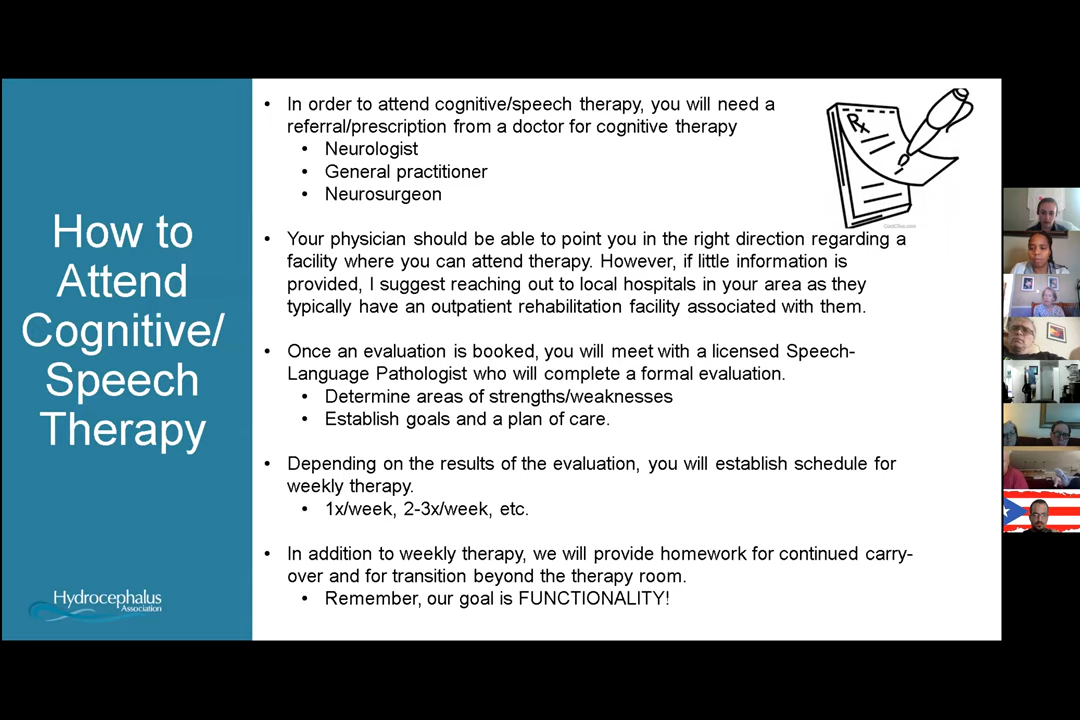 How to
Attend
Cognitive/
Speech
Therapy
Hydrocephalus
Association
• In order to attend cognitive/speech therapy, you will need a
referral/prescription from a doctor for cognitive therapy
• Neurologist
• General practitioner
• Neurosurgeon
Rx
• Your physician should be able to point you in the right direction regarding a
facility where you can attend therapy. However, if little information is
provided, I suggest reaching out to local hospitals in your area as they
typically have an outpatient rehabilitation facility associated with them.
• Once an evaluation is booked, you will meet with a licensed Speech-
Language Pathologist who will complete a formal evaluation.
• Determine areas of strengths/weaknesses
• Establish goals and a plan of care.
• Depending on the results of the evaluation, you will establish schedule for
weekly therapy.
• 1x/week, 2-3x/week, etc.
• In addition to weekly therapy, we will provide homework for continued carry-
over and for transition beyond the therapy room.
• Remember, our goal is FUNCTIONALITY!